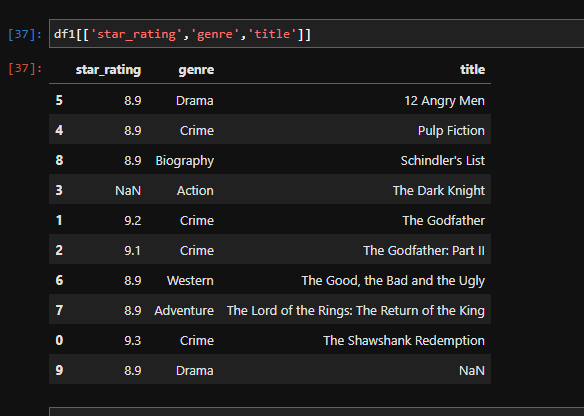 [37]: df1[['star_rating','genre','title']]
[37]: star_rating genre title
5 8.9 Drama 12 Angry Men
4 8.9 Crime Pulp Fiction
8 8.9 Biography Schindler's List
3 NaN Action The Dark Knight
1 9.2 Crime The Godfather
2 9.1 Crime The Godfather: Part II
6 8.9 Western The Good, the Bad and the Ugly
7 8.9 Adventure The Lord of the Rings: The Return of the King
0 9.3 Crime The Shawshank Redemption
9 8.9 Drama NaN